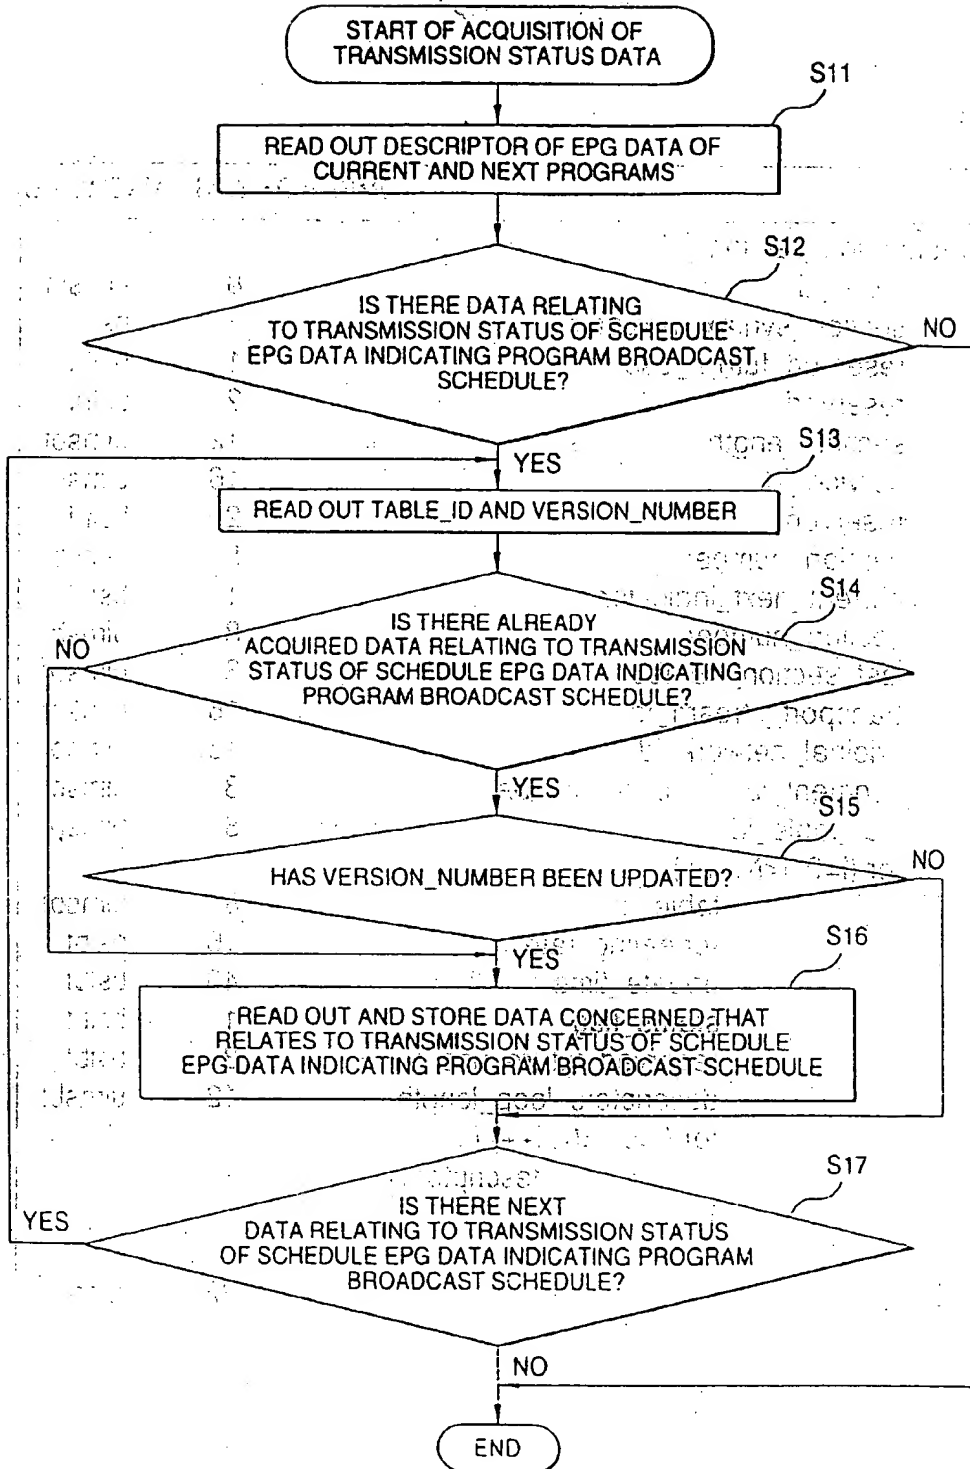 START OF ACQUISITION OF
TRANSMISSION STATUS DATA
S11
READ OUT DESCRIPTOR OF EPG DATA OF
CURRENT AND NEXT PROGRAMS
S12
IS THERE DATA RELATING
TO TRANSMISSION STATUS OF SCHEDULE
EPG DATA INDICATING PROGRAM BROADCAST
SCHEDULE?
NO
YES
S13
READ OUT TABLE_ID AND VERSION_NUMBER
S14
IS THERE ALREADY
ACQUIRED DATA RELATING TO TRANSMISSION
STATUS OF SCHEDULE EPG DATA INDICATING
PROGRAM BROADCAST SCHEDULE?
NO
YES
S15
HAS VERSION_NUMBER BEEN UPDATED?
NO
YES
S16
READ OUT AND STORE DATA CONCERNED THAT
RELATES TO TRANSMISSION STATUS OF SCHEDULE
EPG DATA INDICATING PROGRAM BROADCAST SCHEDULE
S17
IS THERE NEXT
DATA RELATING TO TRANSMISSION STATUS
OF SCHEDULE EPG DATA INDICATING PROGRAM
BROADCAST SCHEDULE?
YES
NO
END